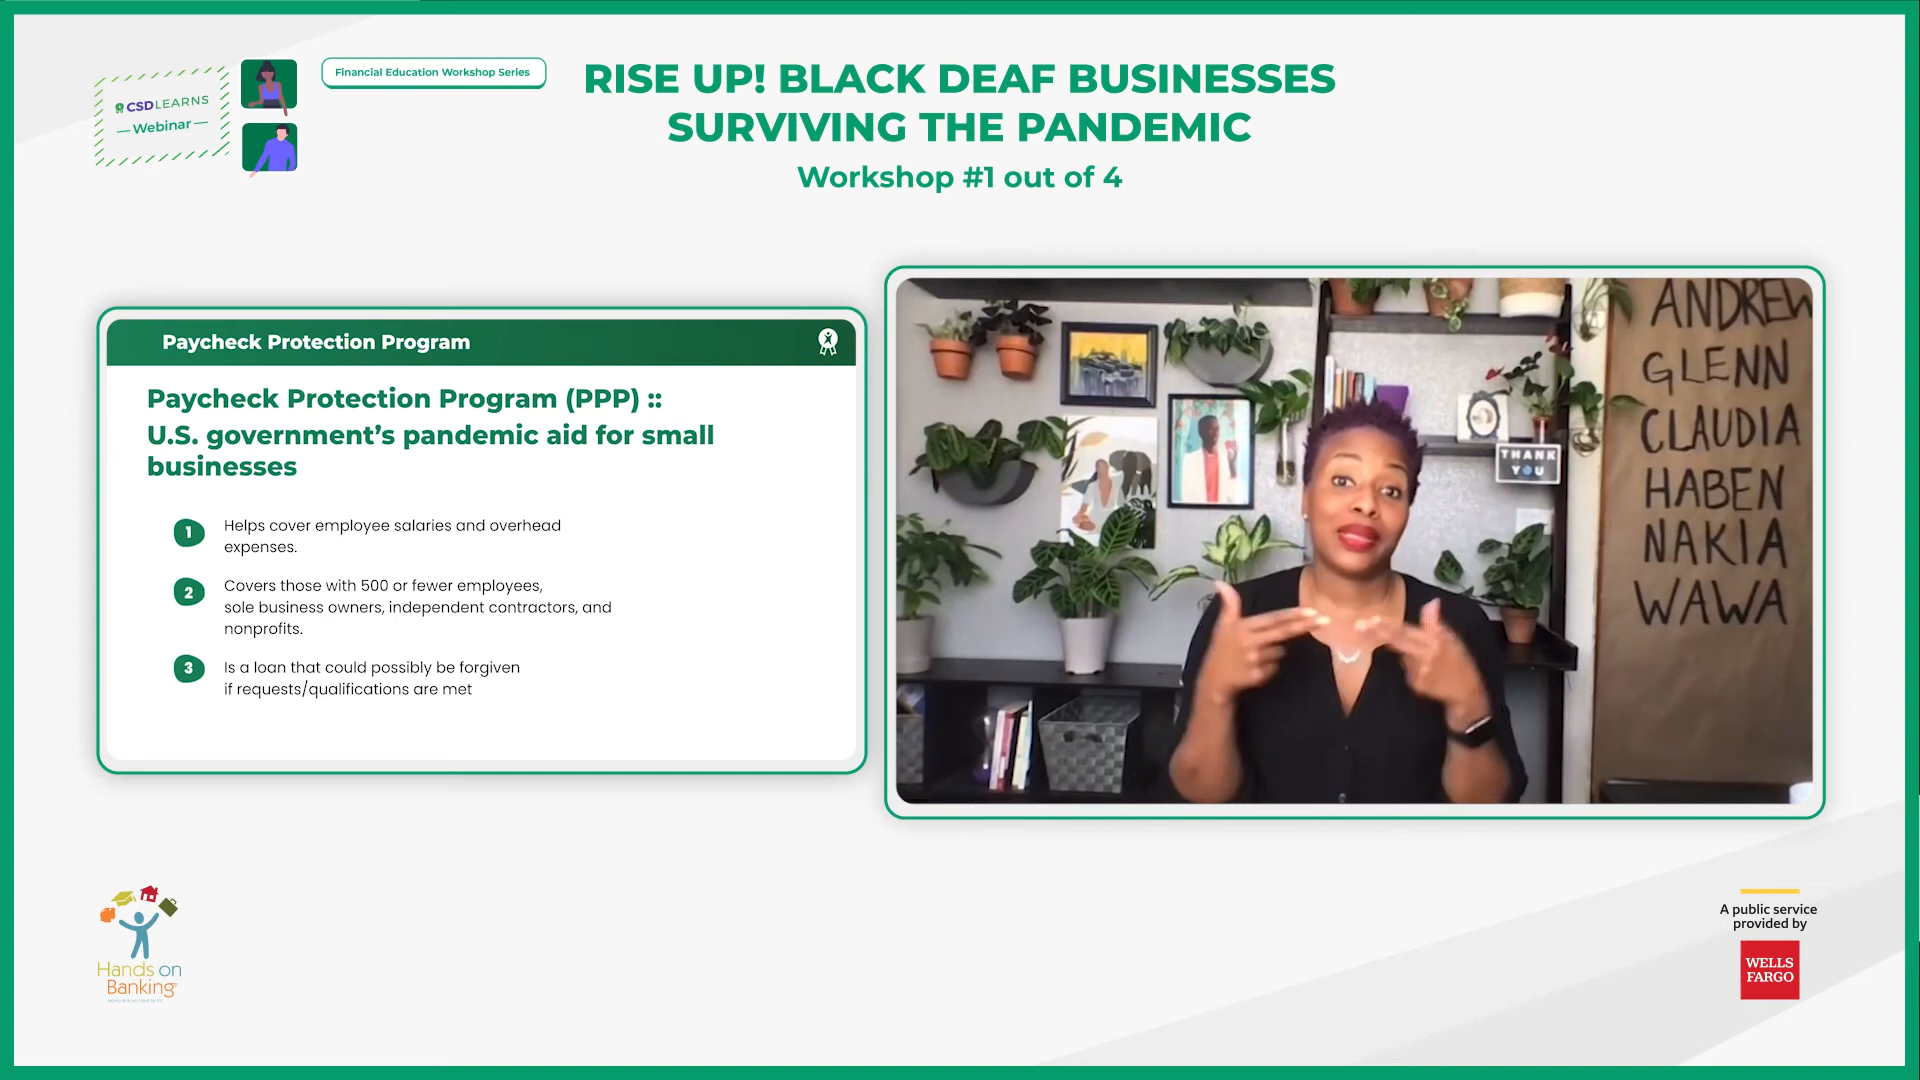 CSDLEARNS
Webinar
Financial Education Workshop Series
RISE UP! BLACK DEAF BUSINESSES
SURVIVING THE PANDEMIC
Workshop #1 out of 4
Paycheck Protection Program
Paycheck Protection Program (PPP) ::
U.S. government’s pandemic aid for small
businesses
1
Helps cover employee salaries and overhead
expenses.
2
Covers those with 500 or fewer employees,
sole business owners, independent contractors, and
nonprofits.
3
Is a loan that could possibly be forgiven
if requests/qualifications are met
ANDREW
GLENN
CLAUDIA
HABEN
NAKIA
WAWA
THANK
YOU
Hands on
Banking
A public service
provided by
WELLS
FARGO